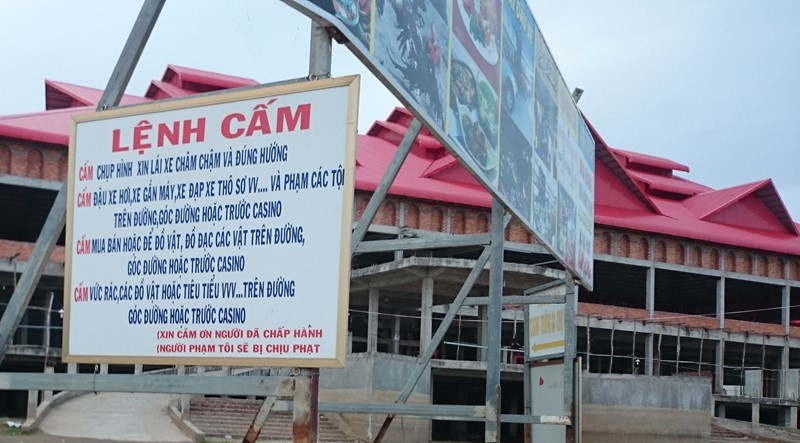 LỆNH CẤM
CẤM CHỤP HÌNH XIN LÁI XE CHẦM CHẬM VÀ ĐÚNG HƯỚNG
CẤM ĐẬU XE HƠI,XE GẮN MÁY,XE ĐẠP XE THÔ SƠ VV.... VÀ PHẠM CÁC TỘI
TRÊN ĐƯỜNG,GÓC ĐƯỜNG HOẶC TRƯỚC CASINO
CẤM MUA BÁN HOẶC ĐỂ ĐỒ VẬT, ĐỒ ĐẠC CÁC VẬT TRÊN ĐƯỜNG,
GÓC ĐƯỜNG HOẶC TRƯỚC CASINO
CẤM VỨC RÁC,CÁC ĐỒ VẬT HOẶC TIỂU TIỂU VVV...TRÊN ĐƯỜNG
GÓC ĐƯỜNG HOẶC TRƯỚC CASINO
(XIN CẢM ƠN NGƯỜI ĐÃ CHẤP HÀNH
(NGƯỜI PHẠM TÔI SẼ BỊ CHỊU PHẠT